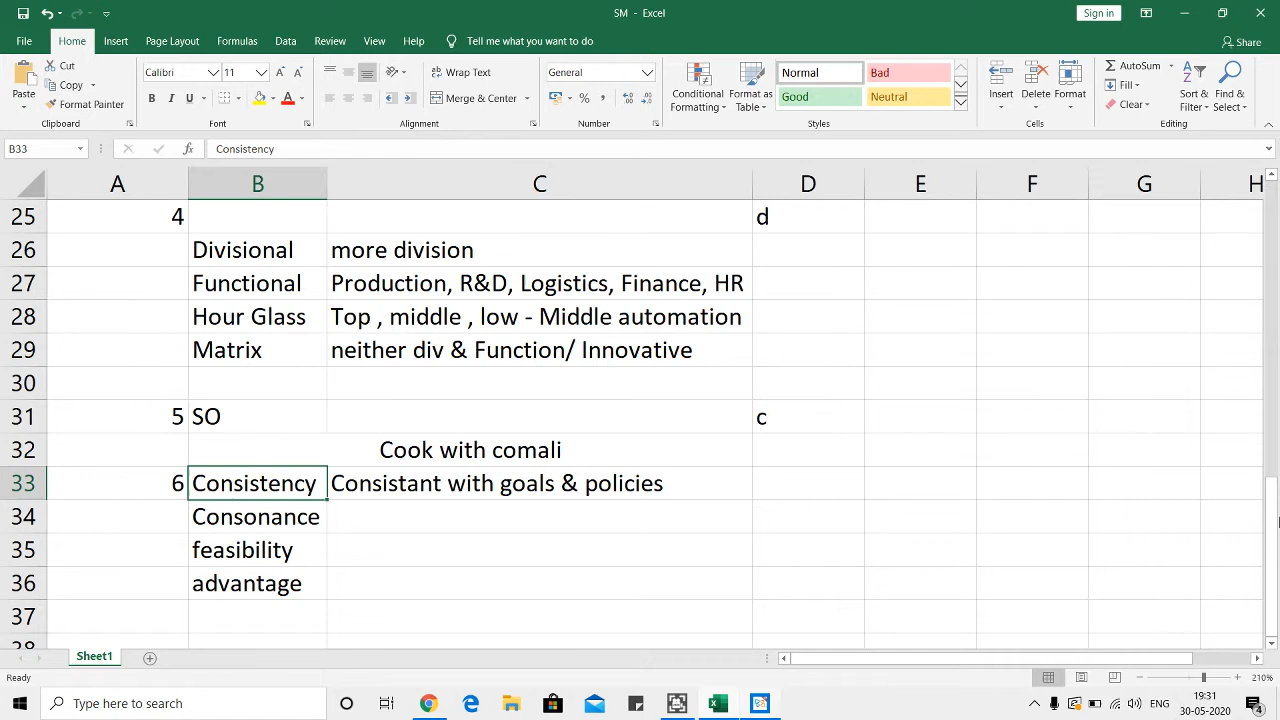 SM - Excel
Sign in
File Home Insert Page Layout Formulas Data Review View Help Tell me what you want to do Share
Paste Cut Copy Format Painter Clipboard
Calibri 11 B I U A Font
Wrap Text Merge & Center Alignment
General % , Number
Conditional Formatting Format as Table Normal Bad Good Neutral Styles
Insert Delete Format Cells
AutoSum Fill Clear Sort & Filter Find & Select Editing
B33 fx Consistency
A B C D E F G H
25 4 d
26 Divisional more division
27 Functional Production, R&D, Logistics, Finance, HR
28 Hour Glass Top , middle , low - Middle automation
29 Matrix neither div & Function/ Innovative
30
31 5 SO c
32 Cook with comali
33 6 Consistency Consistant with goals & policies
34 Consonance
35 feasibility
36 advantage
37
38
Sheet1
Ready 210%
Type here to search ENG 19:31
30-05-2020 4